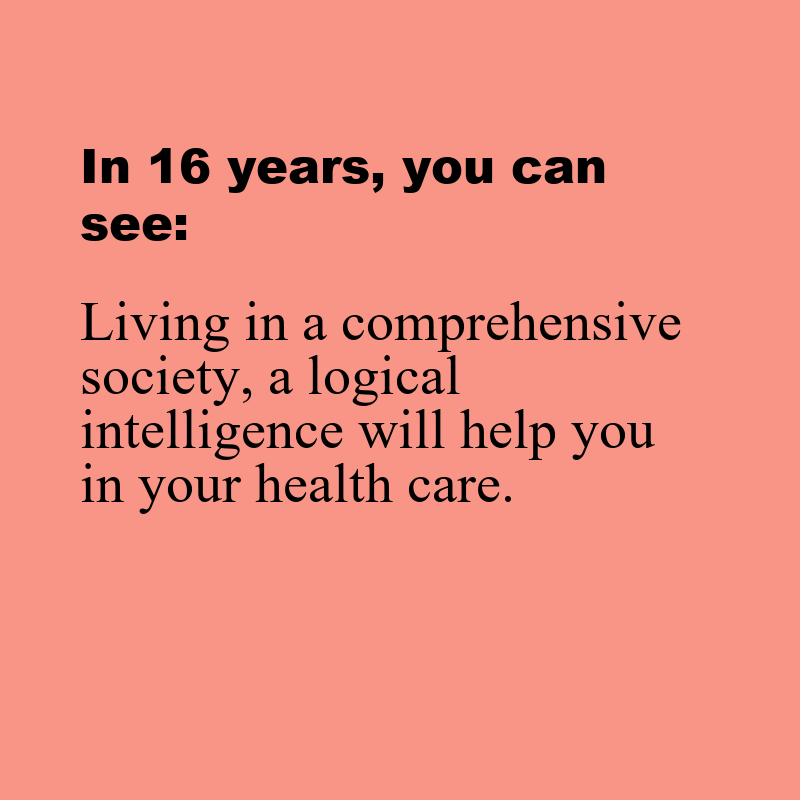 In 16 years, you can
see:
Living in a comprehensive
society, a logical
intelligence will help you
in your health care.